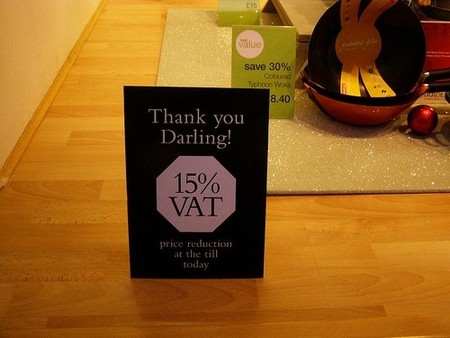 £15
value
save 30%
Coloured
Typhoon Woks
8.40
Thank you
Darling!
15%
VAT
price reduction
at the till
today